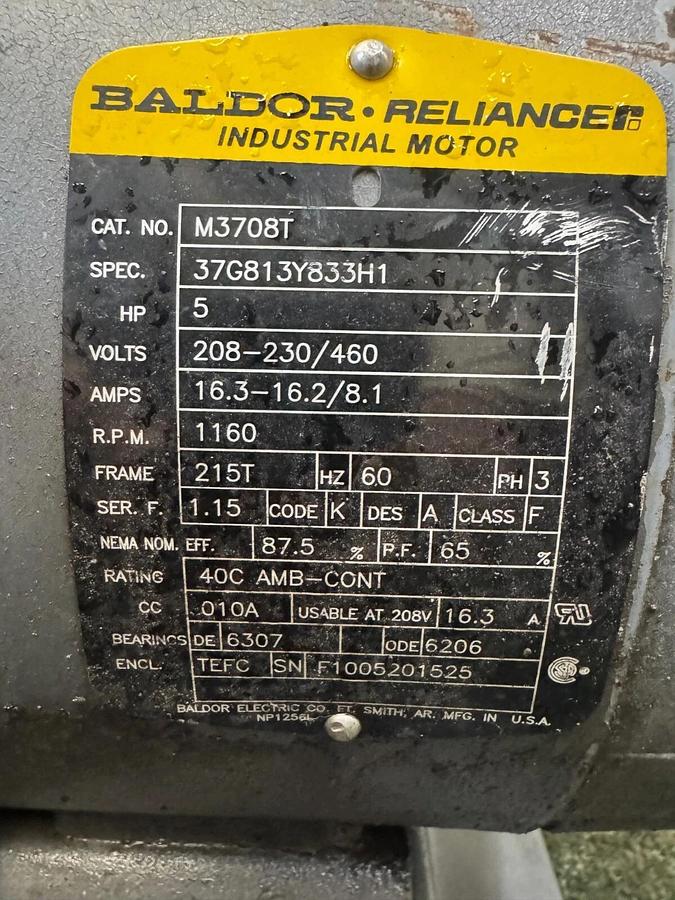 BALDOR • RELIANCER
INDUSTRIAL MOTOR
CAT. NO. M3708T
SPEC. 37G813Y833H1
HP 5
VOLTS 208-230/460
AMPS 16.3-16.2/8.1
R.P.M. 1160
FRAME 215T HZ 60 PH 3
SER. F. 1.15 CODE K DES A CLASS F
NEMA NOM. EFF. 87.5 % P.F. 65 %
RATING 40C AMB-CONT
CC 010A USABLE AT 208V 16.3 A
BEARINGS DE 6307 ODE 6206
ENCL. TEFC SN F1005201525
BALDOR ELECTRIC CO. FT. SMITH, AR. MFG. IN U.S.A.
NP1256L